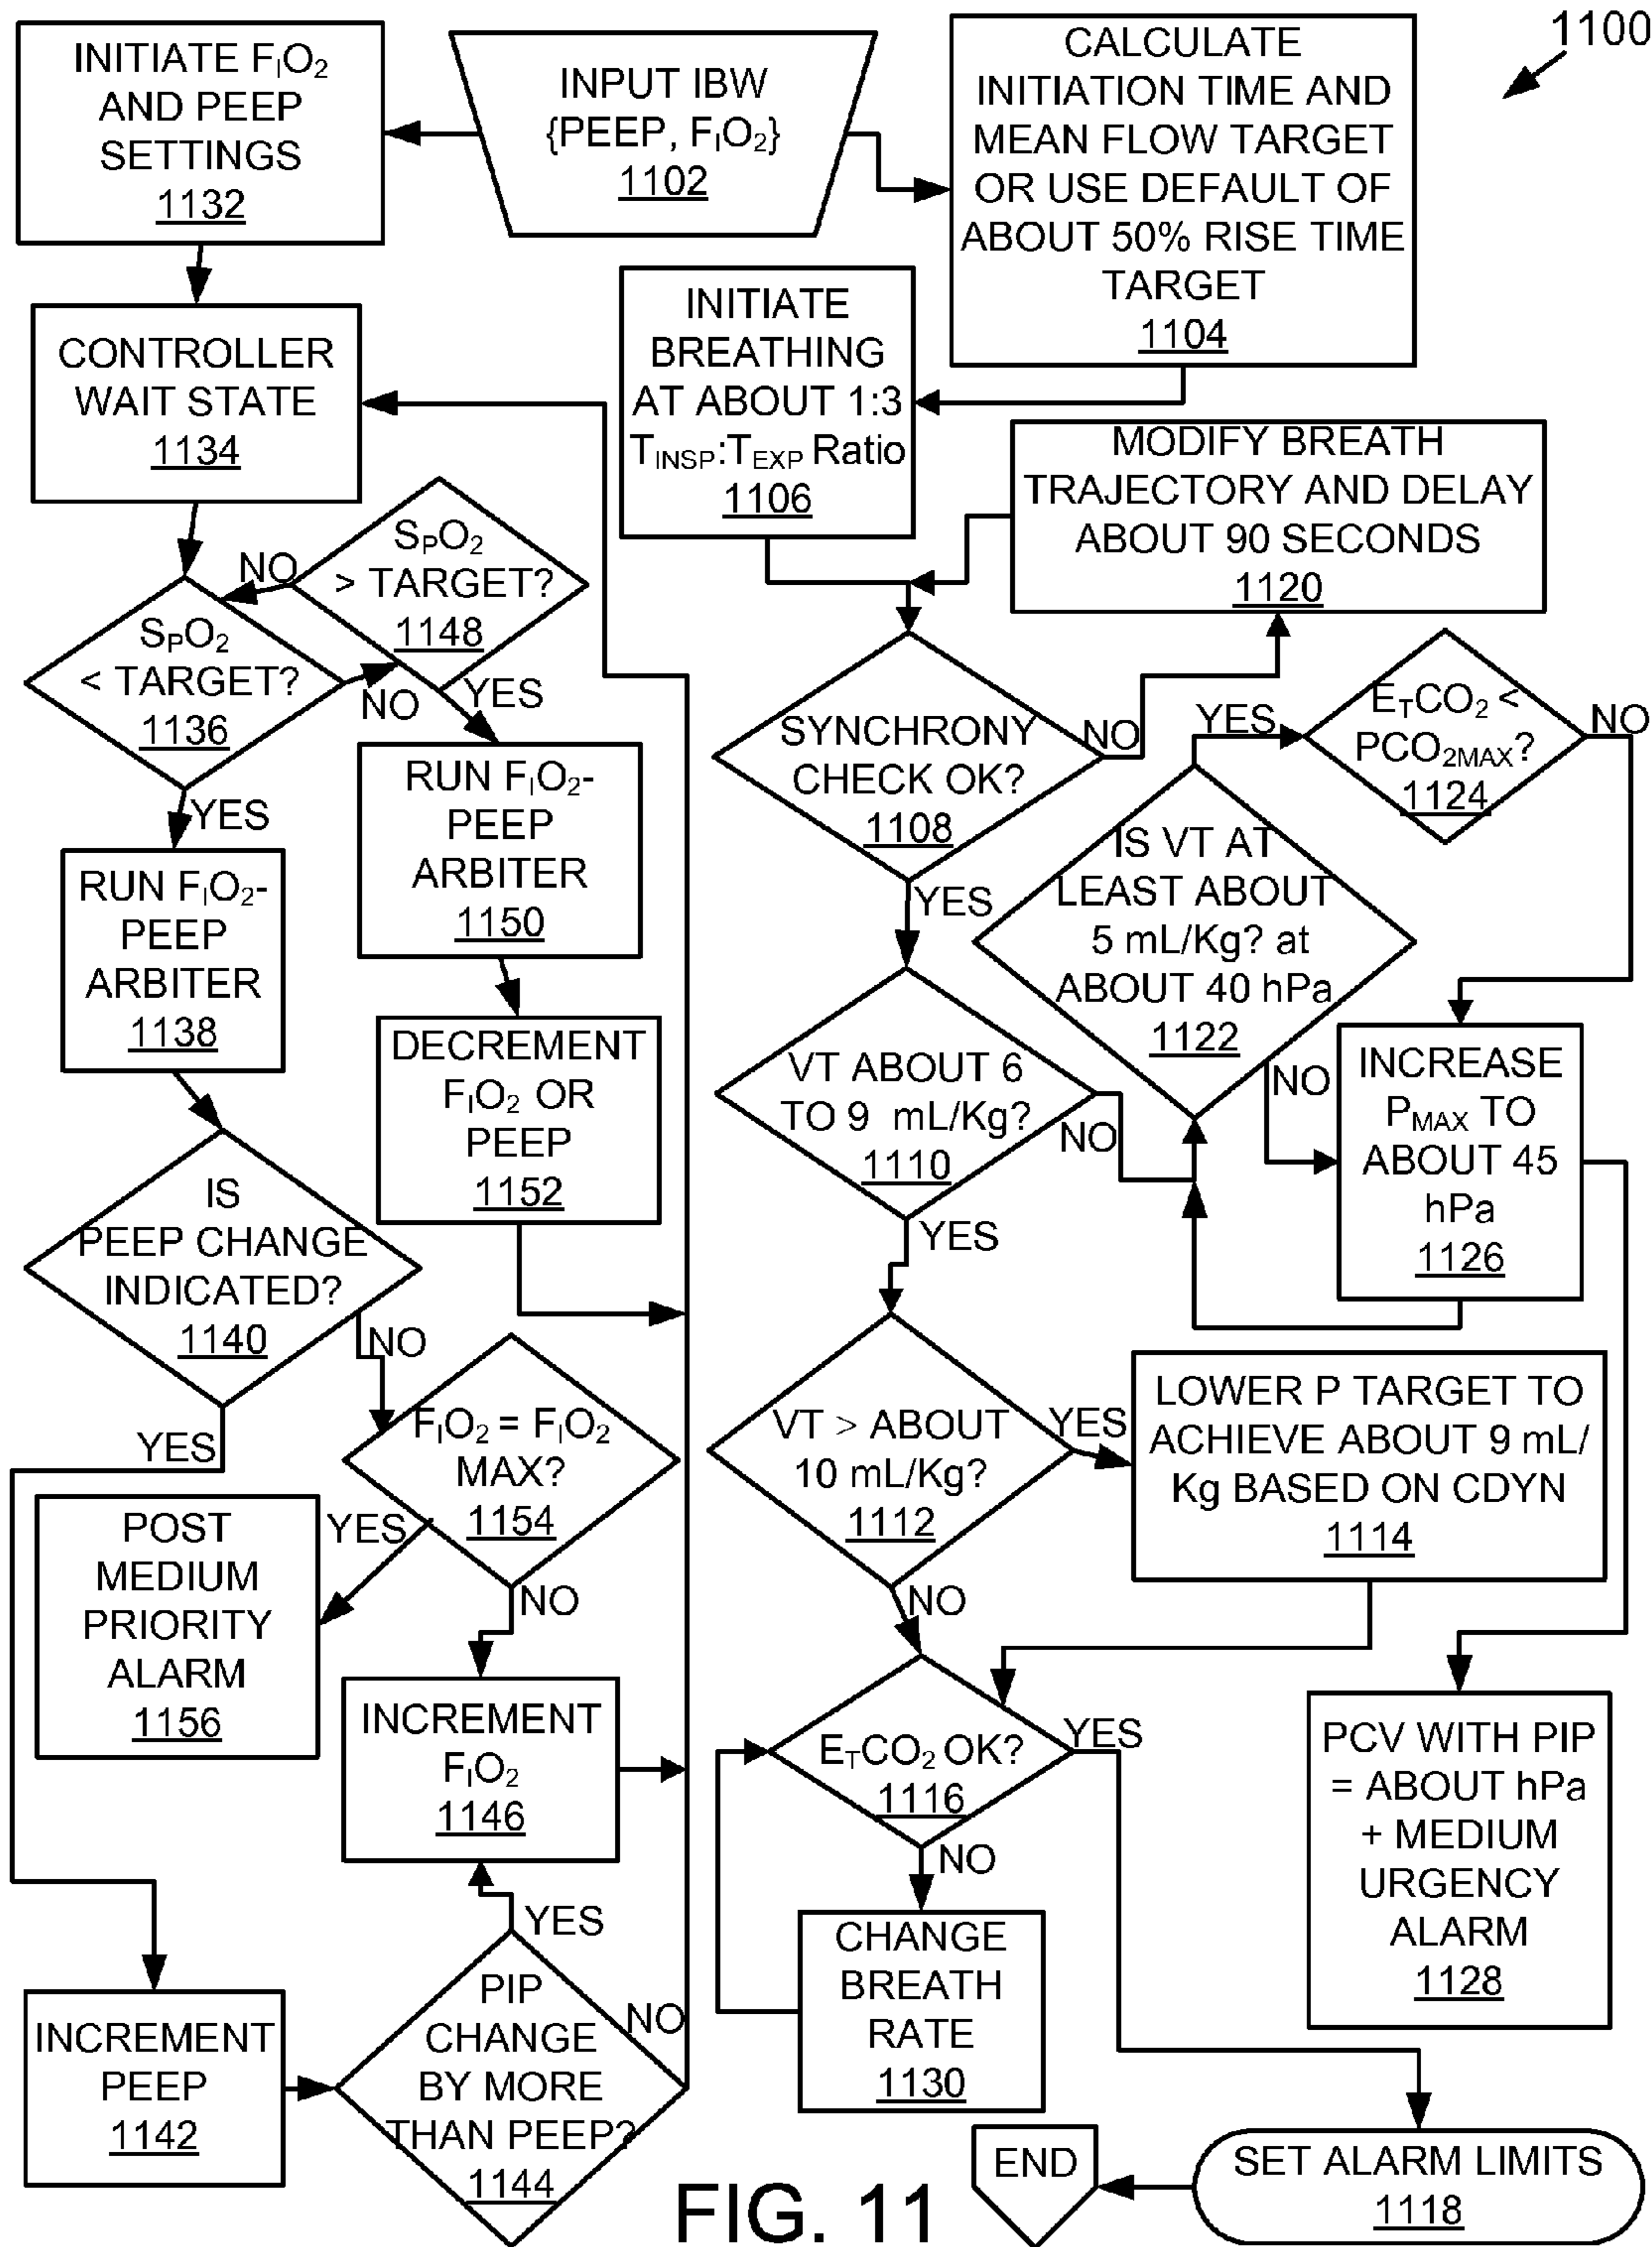 1100
INITIATE FIO2
AND PEEP
SETTINGS
1132
INPUT IBW
{PEEP, FIO2}
1102
CALCULATE
INITIATION TIME AND
MEAN FLOW TARGET
OR USE DEFAULT OF
ABOUT 50% RISE TIME
TARGET
1104
CONTROLLER
WAIT STATE
1134
INITIATE
BREATHING
AT ABOUT 1:3
TINSP:TEXP Ratio
1106
MODIFY BREATH
TRAJECTORY AND DELAY
ABOUT 90 SECONDS
1120
SPO2
> TARGET?
1148
NO
YES
SPO2
< TARGET?
1136
NO
YES
RUN FIO2-
PEEP
ARBITER
1138
RUN FIO2-
PEEP
ARBITER
1150
DECREMENT
FIO2 OR
PEEP
1152
IS
PEEP CHANGE
INDICATED?
1140
NO
YES
FIO2 = FIO2
MAX?
1154
YES
NO
POST
MEDIUM
PRIORITY
ALARM
1156
INCREMENT
FIO2
1146
YES
INCREMENT
PEEP
1142
PIP
CHANGE
BY MORE
THAN PEEP?
1144
NO
SYNCHRONY
CHECK OK?
1108
NO
YES
ETCO2 <
PCO2MAX?
1124
YES
NO
IS VT AT
LEAST ABOUT
5 mL/Kg? at
ABOUT 40 hPa
1122
NO
INCREASE
PMAX TO
ABOUT 45
hPa
1126
VT ABOUT 6
TO 9 mL/Kg?
1110
NO
YES
VT > ABOUT
10 mL/Kg?
1112
YES
NO
LOWER P TARGET TO
ACHIEVE ABOUT 9 mL/
Kg BASED ON CDYN
1114
ETCO2 OK?
1116
YES
NO
CHANGE
BREATH
RATE
1130
PCV WITH PIP
= ABOUT hPa
+ MEDIUM
URGENCY
ALARM
1128
END
SET ALARM LIMITS
1118
FIG. 11